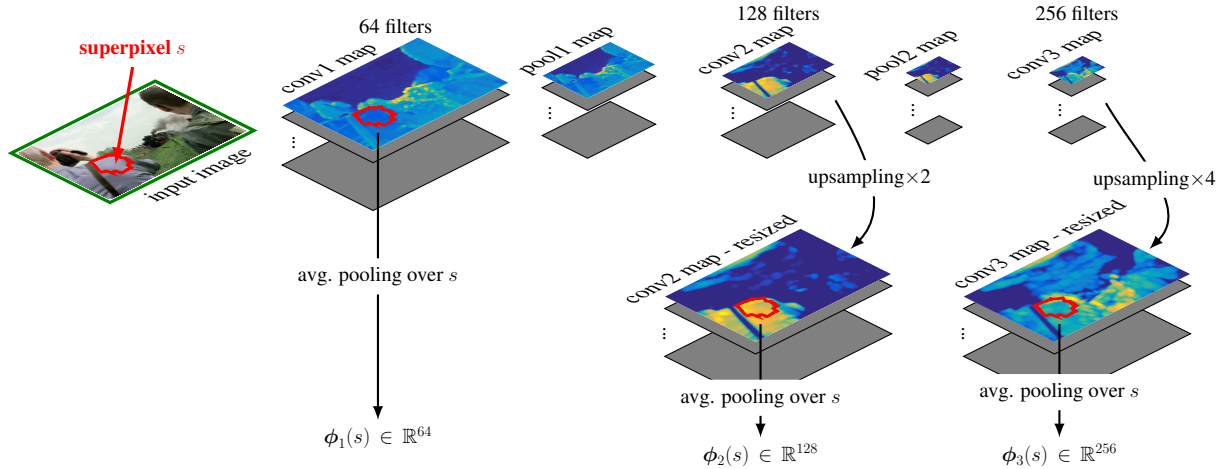 64 filters
128 filters
256 filters
superpixel s
conv1 map
pool1 map
conv2 map
pool2 map
conv3 map
⋮
⋮
⋮
⋮
⋮
input image
upsampling×2
upsampling×4
conv2 map - resized
conv3 map - resized
avg. pooling over s
⋮
⋮
avg. pooling over s
avg. pooling over s
ϕ₁(s) ∈ ℝ⁶⁴
ϕ₂(s) ∈ ℝ¹²⁸
ϕ₃(s) ∈ ℝ²⁵⁶